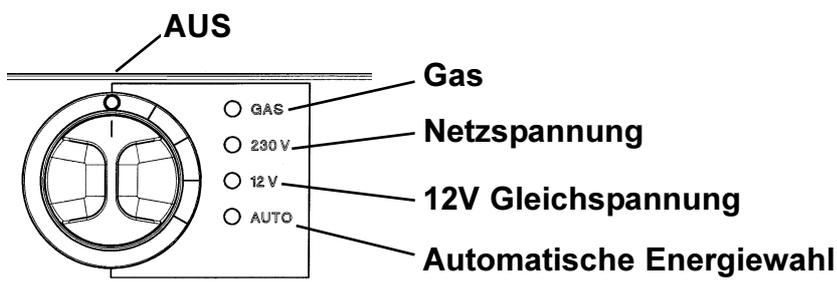 AUS
GAS
Gas
230 V
Netzspannung
12 V
12V Gleichspannung
AUTO
Automatische Energiewahl